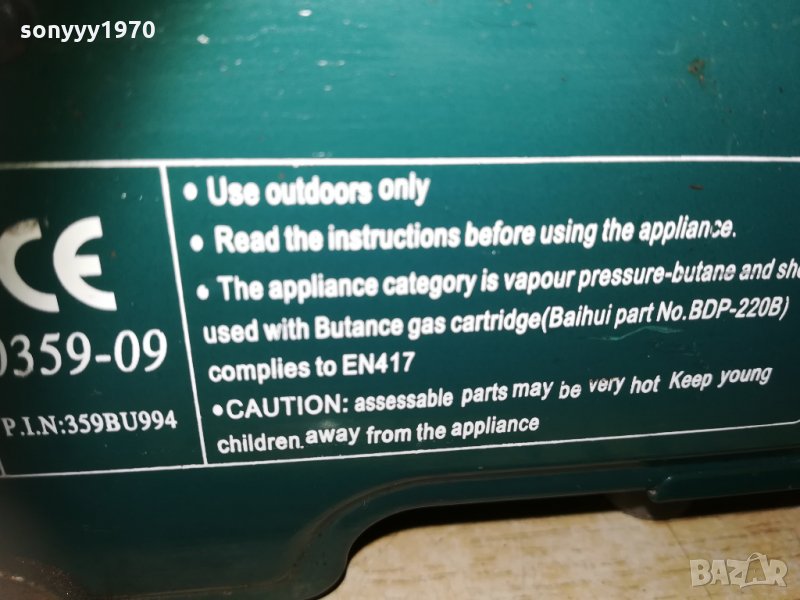 sonyyy1970
CE
0359-09
P.I.N:359BU994
• Use outdoors only
• Read the instructions before using the appliance.
• The appliance category is vapour pressure-butane and
used with Butance gas cartridge(Baihui part No.BDP-220B)
complies to EN417
•CAUTION: assessable parts may be very hot Keep young
children.away from the appliance
BAZAR